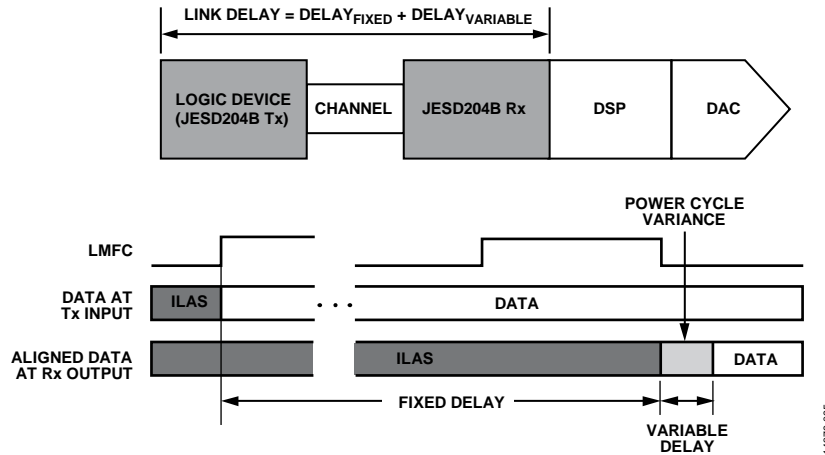 LINK DELAY = DELAYFIXED + DELAYVARIABLE
LOGIC DEVICE
(JESD204B Tx)
CHANNEL
JESD204B Rx
DSP
DAC
POWER CYCLE
VARIANCE
LMFC
DATA AT
Tx INPUT
ILAS
. . .
DATA
ALIGNED DATA
AT Rx OUTPUT
ILAS
DATA
FIXED DELAY
VARIABLE
DELAY